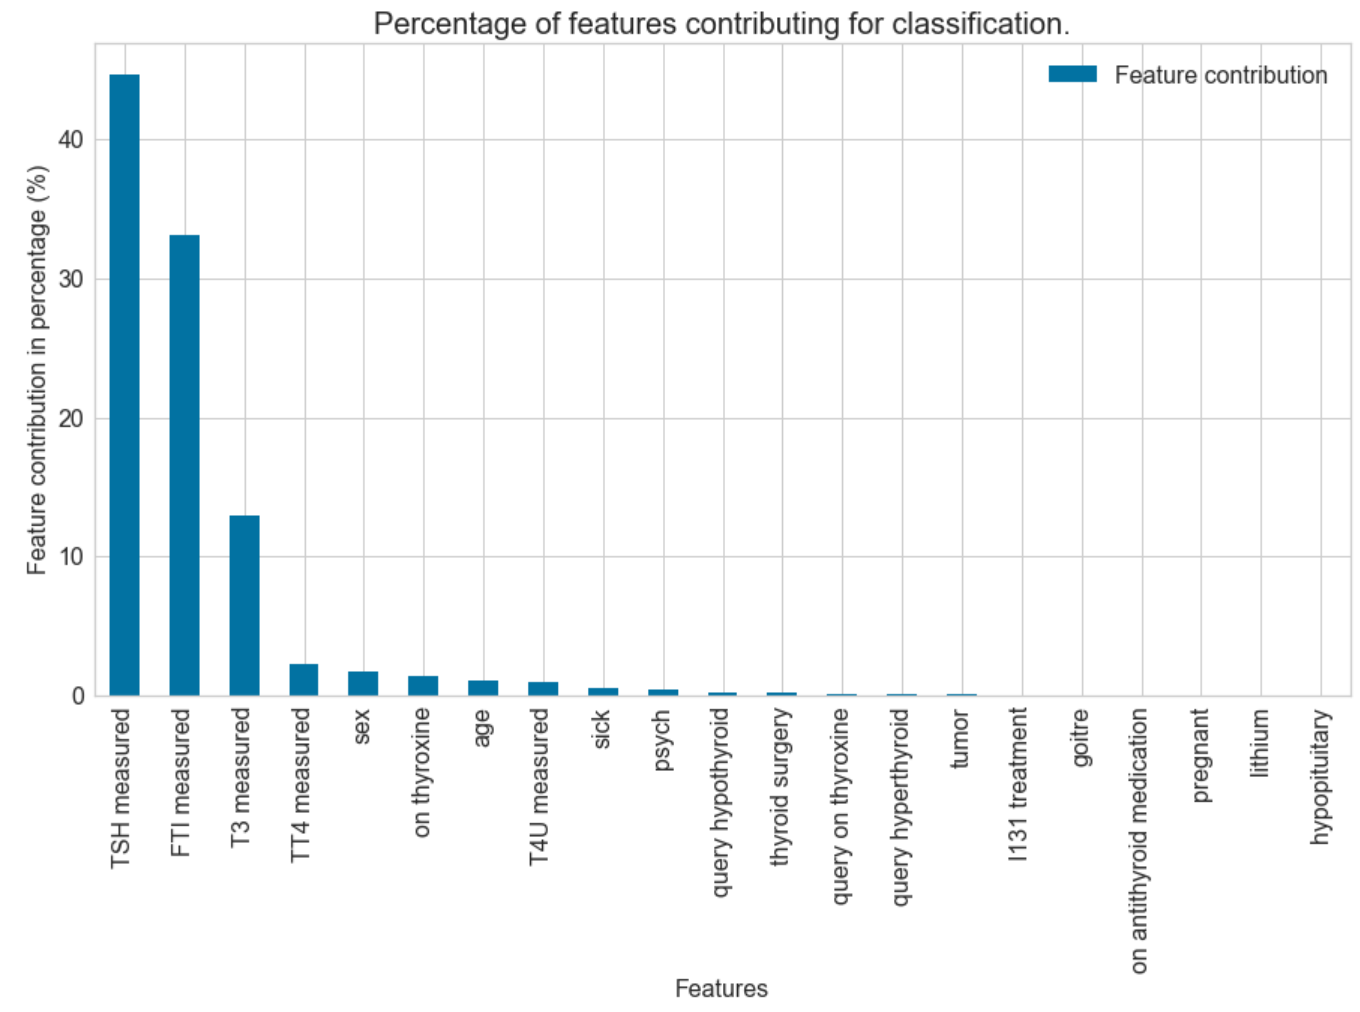 Percentage of features contributing for classification.
Feature contribution
Feature contribution in percentage (%)
40
30
20
10
0
TSH measured
FTI measured
T3 measured
TT4 measured
sex
on thyroxine
age
T4U measured
sick
psych
query hypothyroid
thyroid surgery
query on thyroxine
query hyperthyroid
tumor
I131 treatment
goitre
on antithyroid medication
pregnant
lithium
hypopituitary
Features